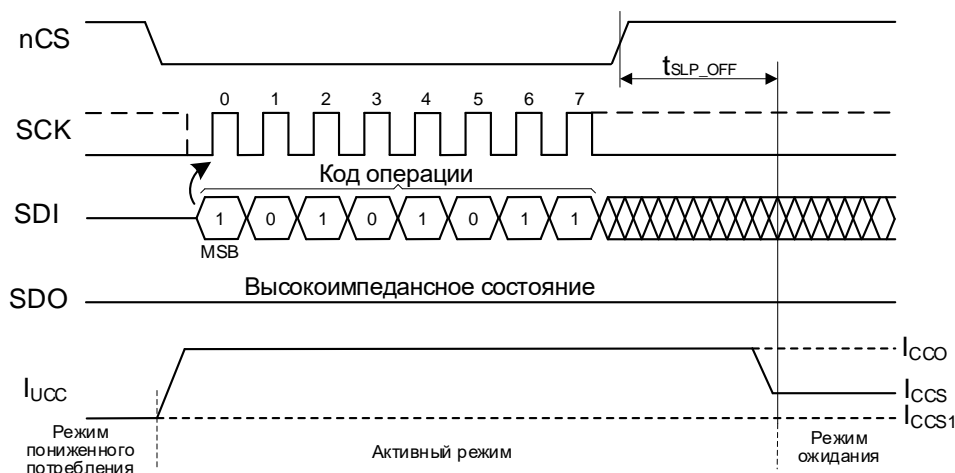 nCS
tSLP_OFF
0 1 2 3 4 5 6 7
SCK
Код операции
SDI
1 0 1 0 1 0 1 1
MSB
Высокоимпедансное состояние
SDO
ICCO
IUCC
ICCS
ICCS1
Режим
пониженного
потребления
Активный режим
Режим
ожидания